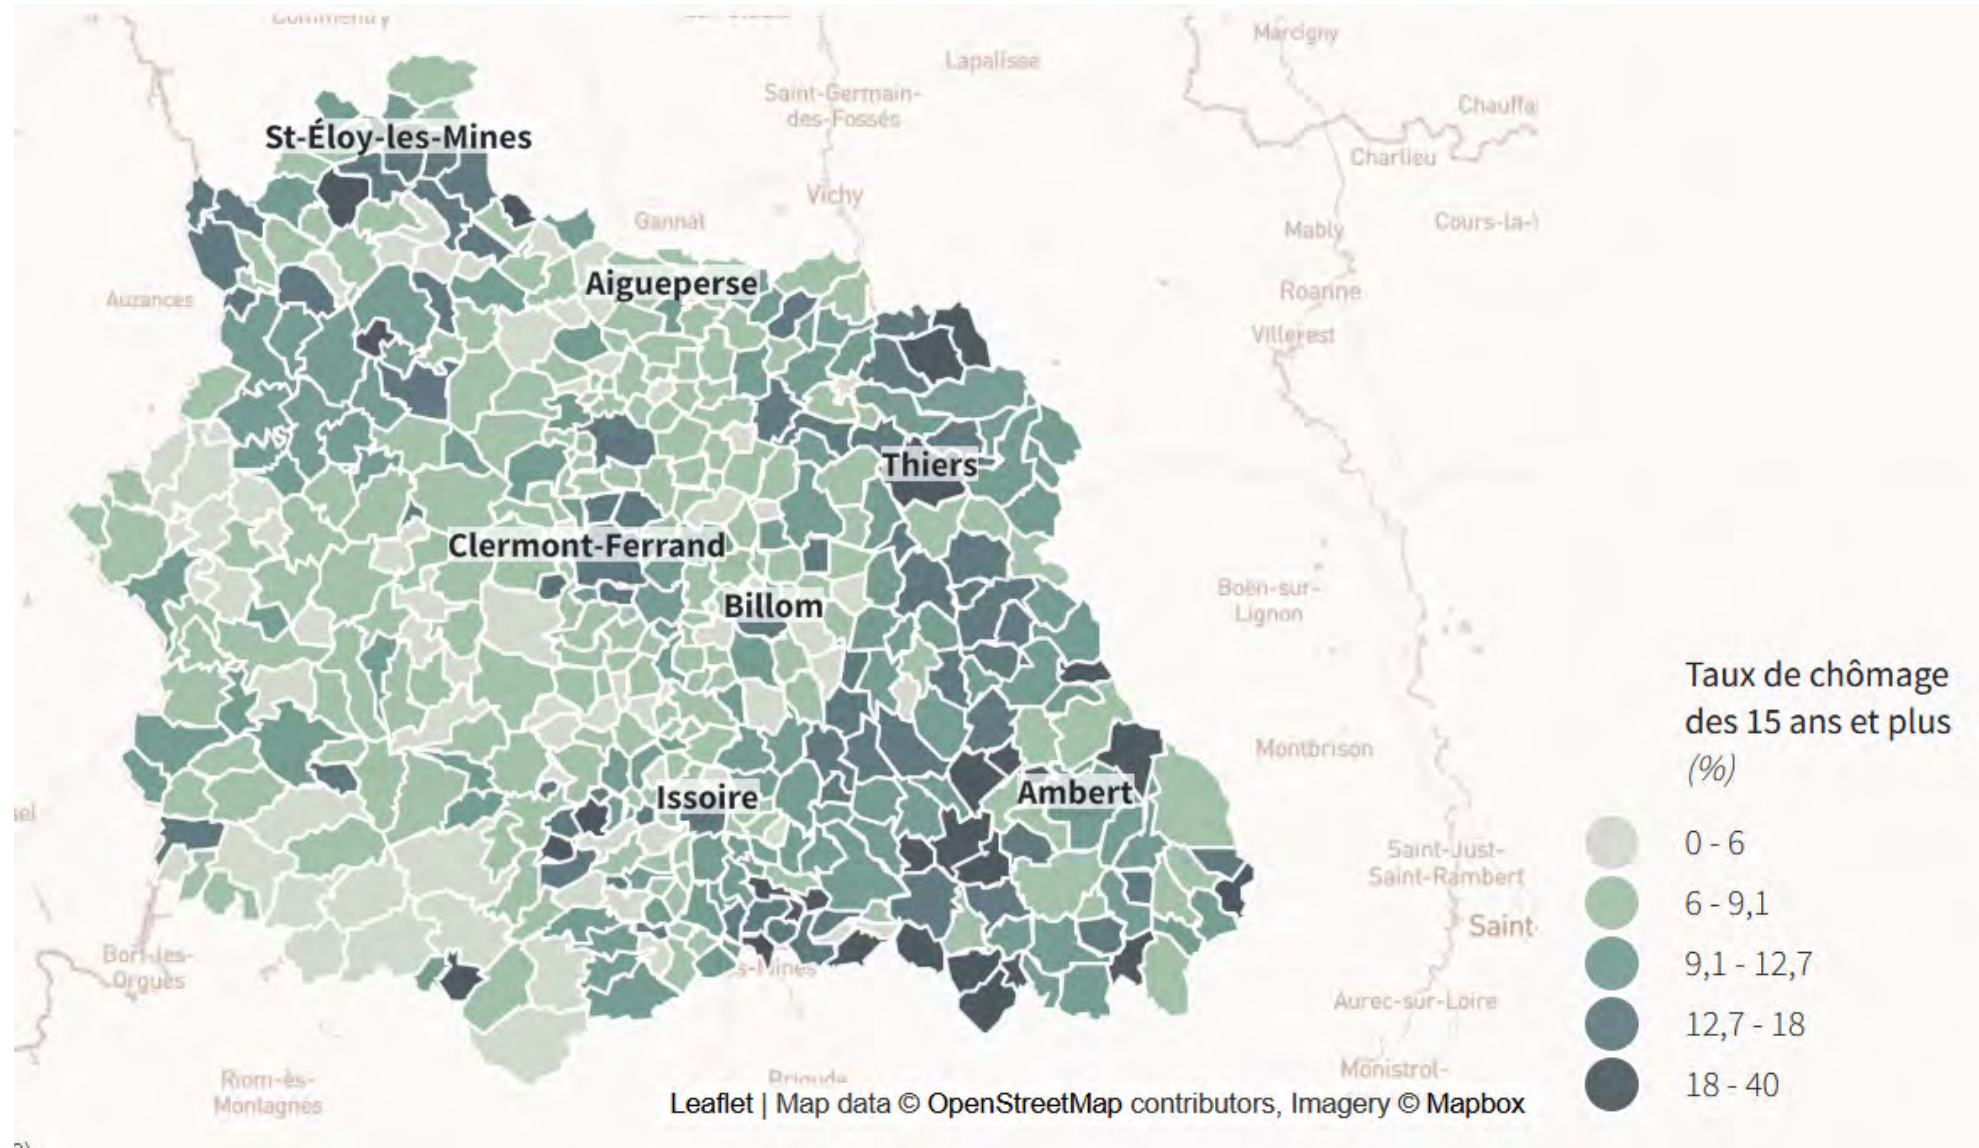 Commentry
Marcigny
Lapalisse
Saint-Germain-
des-Fossés
Chauffa
St-Éloy-les-Mines
Charlieu
Vichy
Gannat
Mably
Cours-la-
Aigueperse
Auzances
Roanne
Villerest
Thiers
Clermont-Ferrand
Boën-sur-
Lignon
Billom
Taux de chômage
des 15 ans et plus
(%)
Montbrison
Issoire
Ambert
0 - 6
Saint-Just-
Saint-Rambert
6 - 9,1
Saint-
Bort-les-
Orgues
s-Mines
9,1 - 12,7
Aurec-sur-Loire
12,7 - 18
Monistrol-
Riom-ès-
Montagnes
Brioude
18 - 40
Leaflet | Map data © OpenStreetMap contributors, Imagery © Mapbox